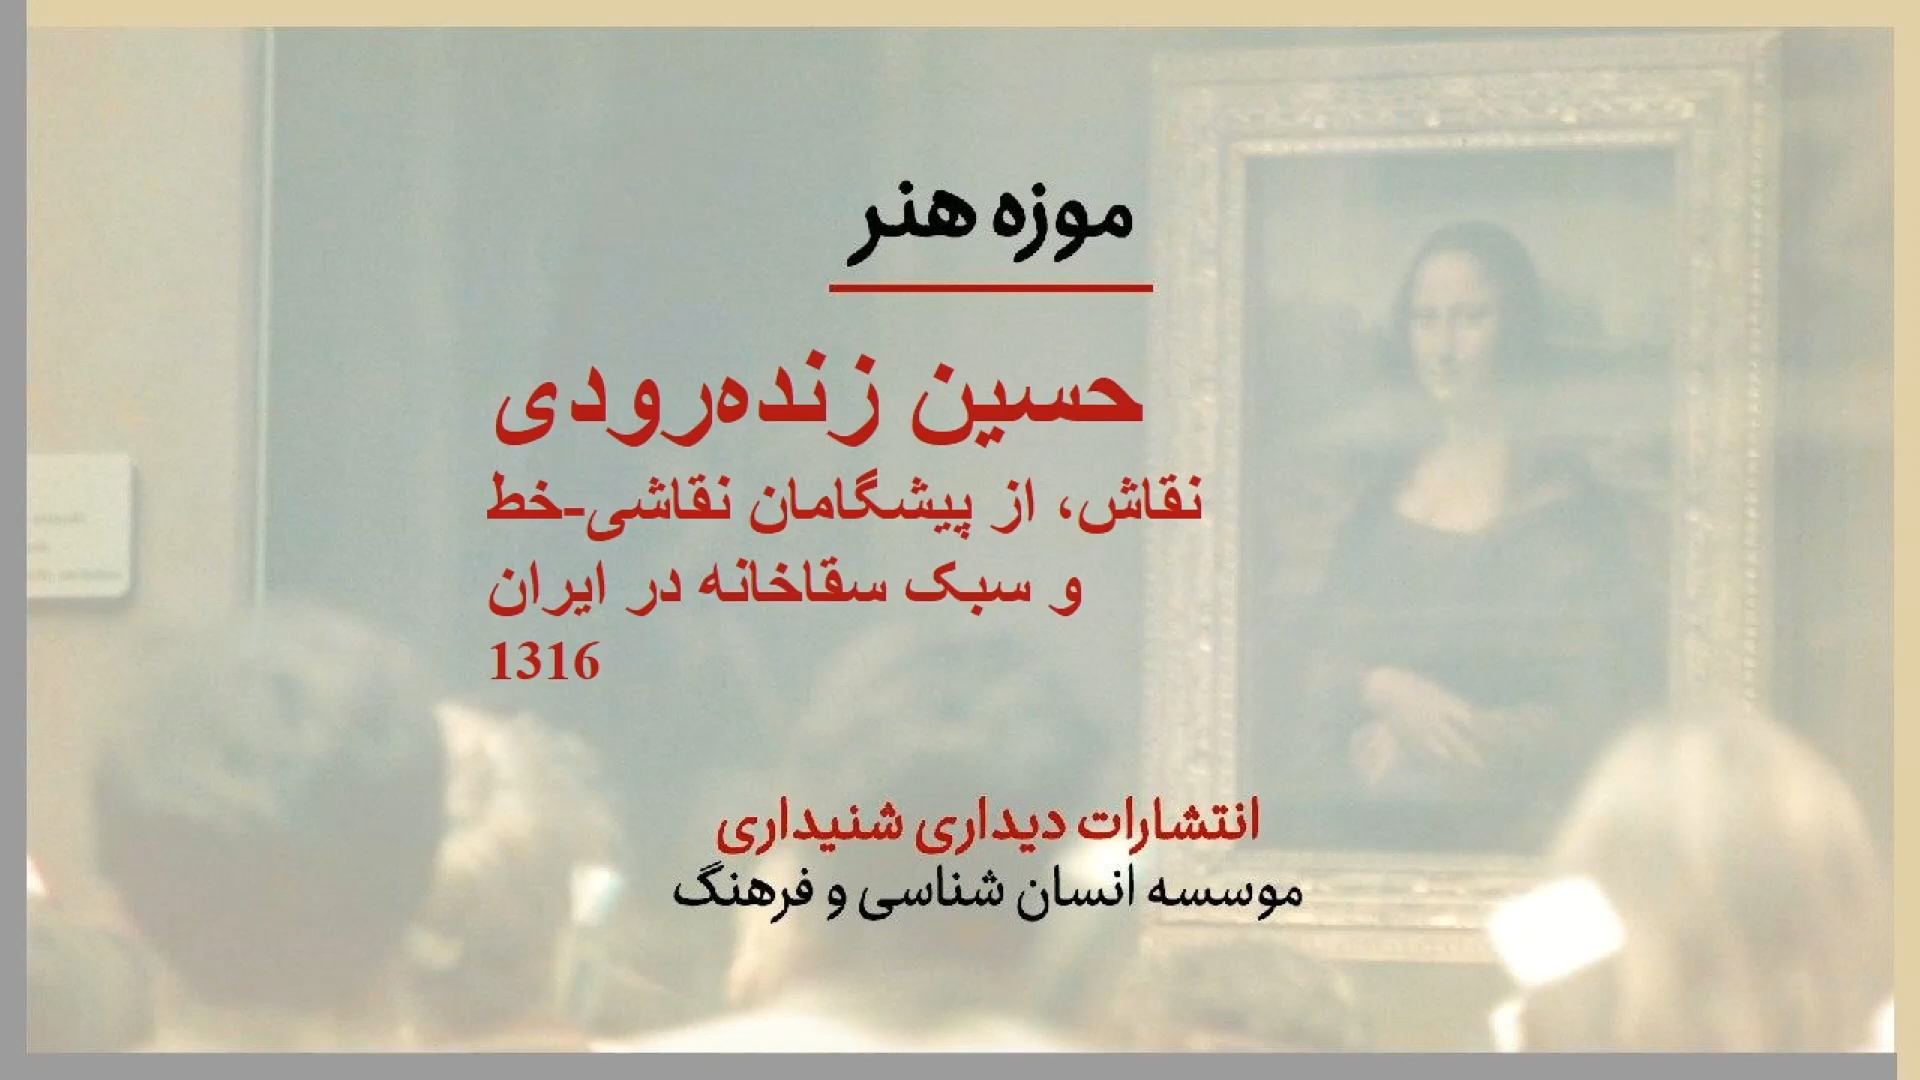 موزه هنر
حسین زنده‌رودی
نقاش، از پیشگامان نقاشی-خط
و سبک سقاخانه در ایران
1316
انتشارات دیداری شنیداری
موسسه انسان شناسی و فرهنگ